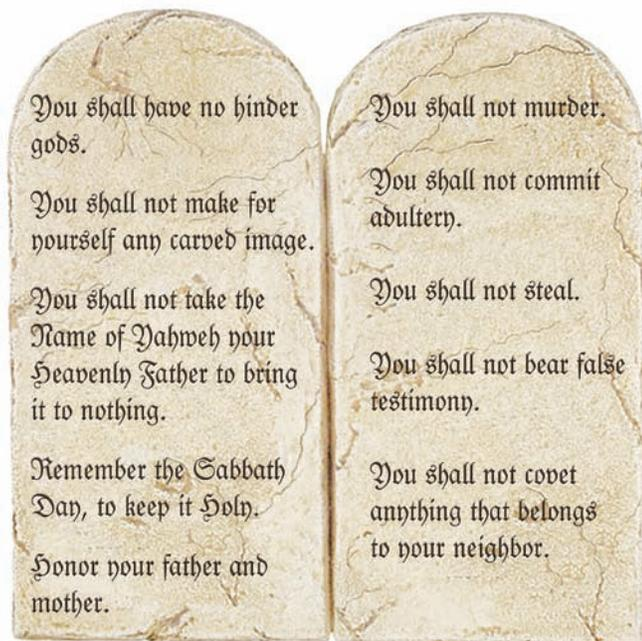 You shall have no hinder
gods.
You shall not make for
yourself any carved image.
You shall not take the
Name of Yahweh your
Heavenly Father to bring
it to nothing.
Remember the Sabbath
Day, to keep it Holy.
Honor your father and
mother.
You shall not murder.
You shall not commit
adultery.
You shall not steal.
You shall not bear false
testimony.
You shall not covet
anything that belongs
to your neighbor.